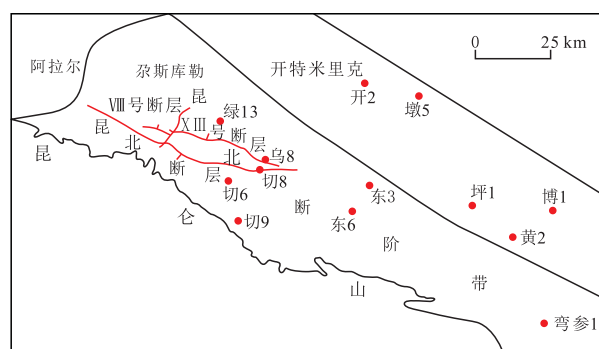 0 25 km
阿拉尔
尕斯库勒
开特米里克
开2
墩5
Ⅷ号断层
绿13
ⅩⅢ号断层
乌8
昆北断层
切8
切6
切9
东3
东6
坪1
博1
黄2
昆北断阶带
昆仑山
弯参1